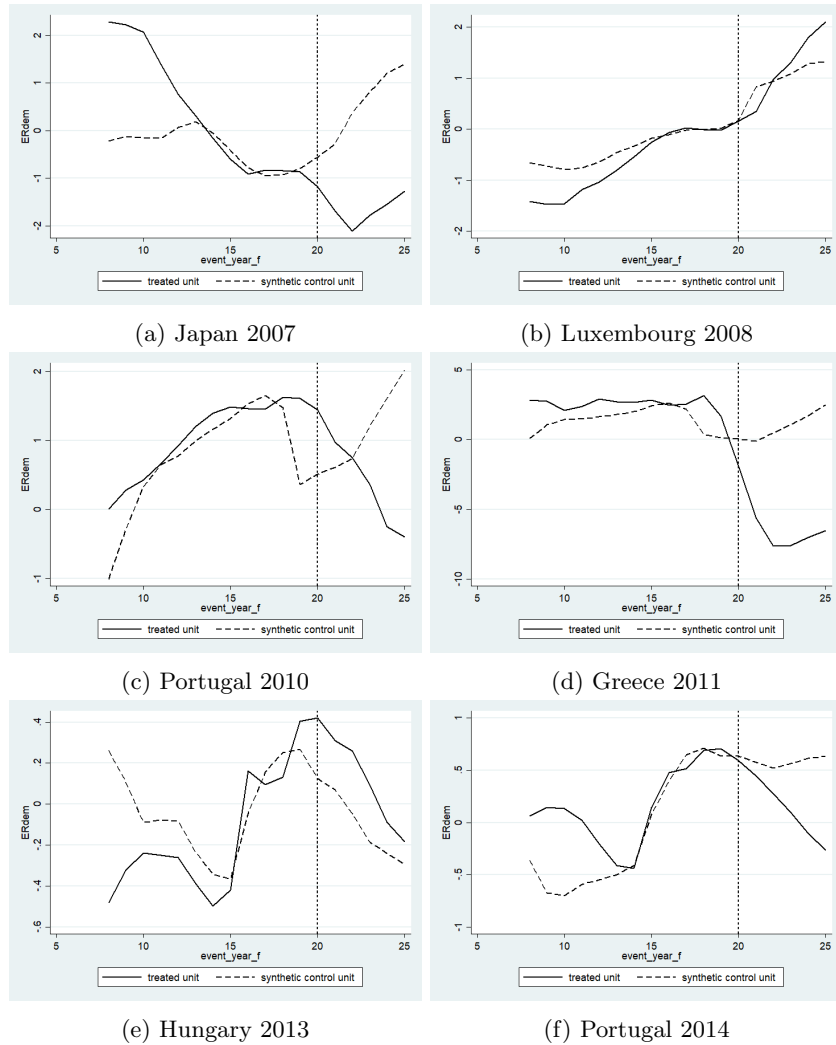 2
1
0
-1
-2
ERdem
5 10 15 20 25
event_year_f
treated unit synthetic control unit
(a) Japan 2007
2
1
0
-1
-2
ERdem
5 10 15 20 25
event_year_f
treated unit synthetic control unit
(b) Luxembourg 2008
2
1
0
-1
ERdem
5 10 15 20 25
event_year_f
treated unit synthetic control unit
(c) Portugal 2010
5
0
-5
-10
ERdem
5 10 15 20 25
event_year_f
treated unit synthetic control unit
(d) Greece 2011
.4
.2
0
-.2
-.4
-.6
ERdem
5 10 15 20 25
event_year_f
treated unit synthetic control unit
(e) Hungary 2013
1
.5
0
-.5
-1
ERdem
5 10 15 20 25
event_year_f
treated unit synthetic control unit
(f) Portugal 2014